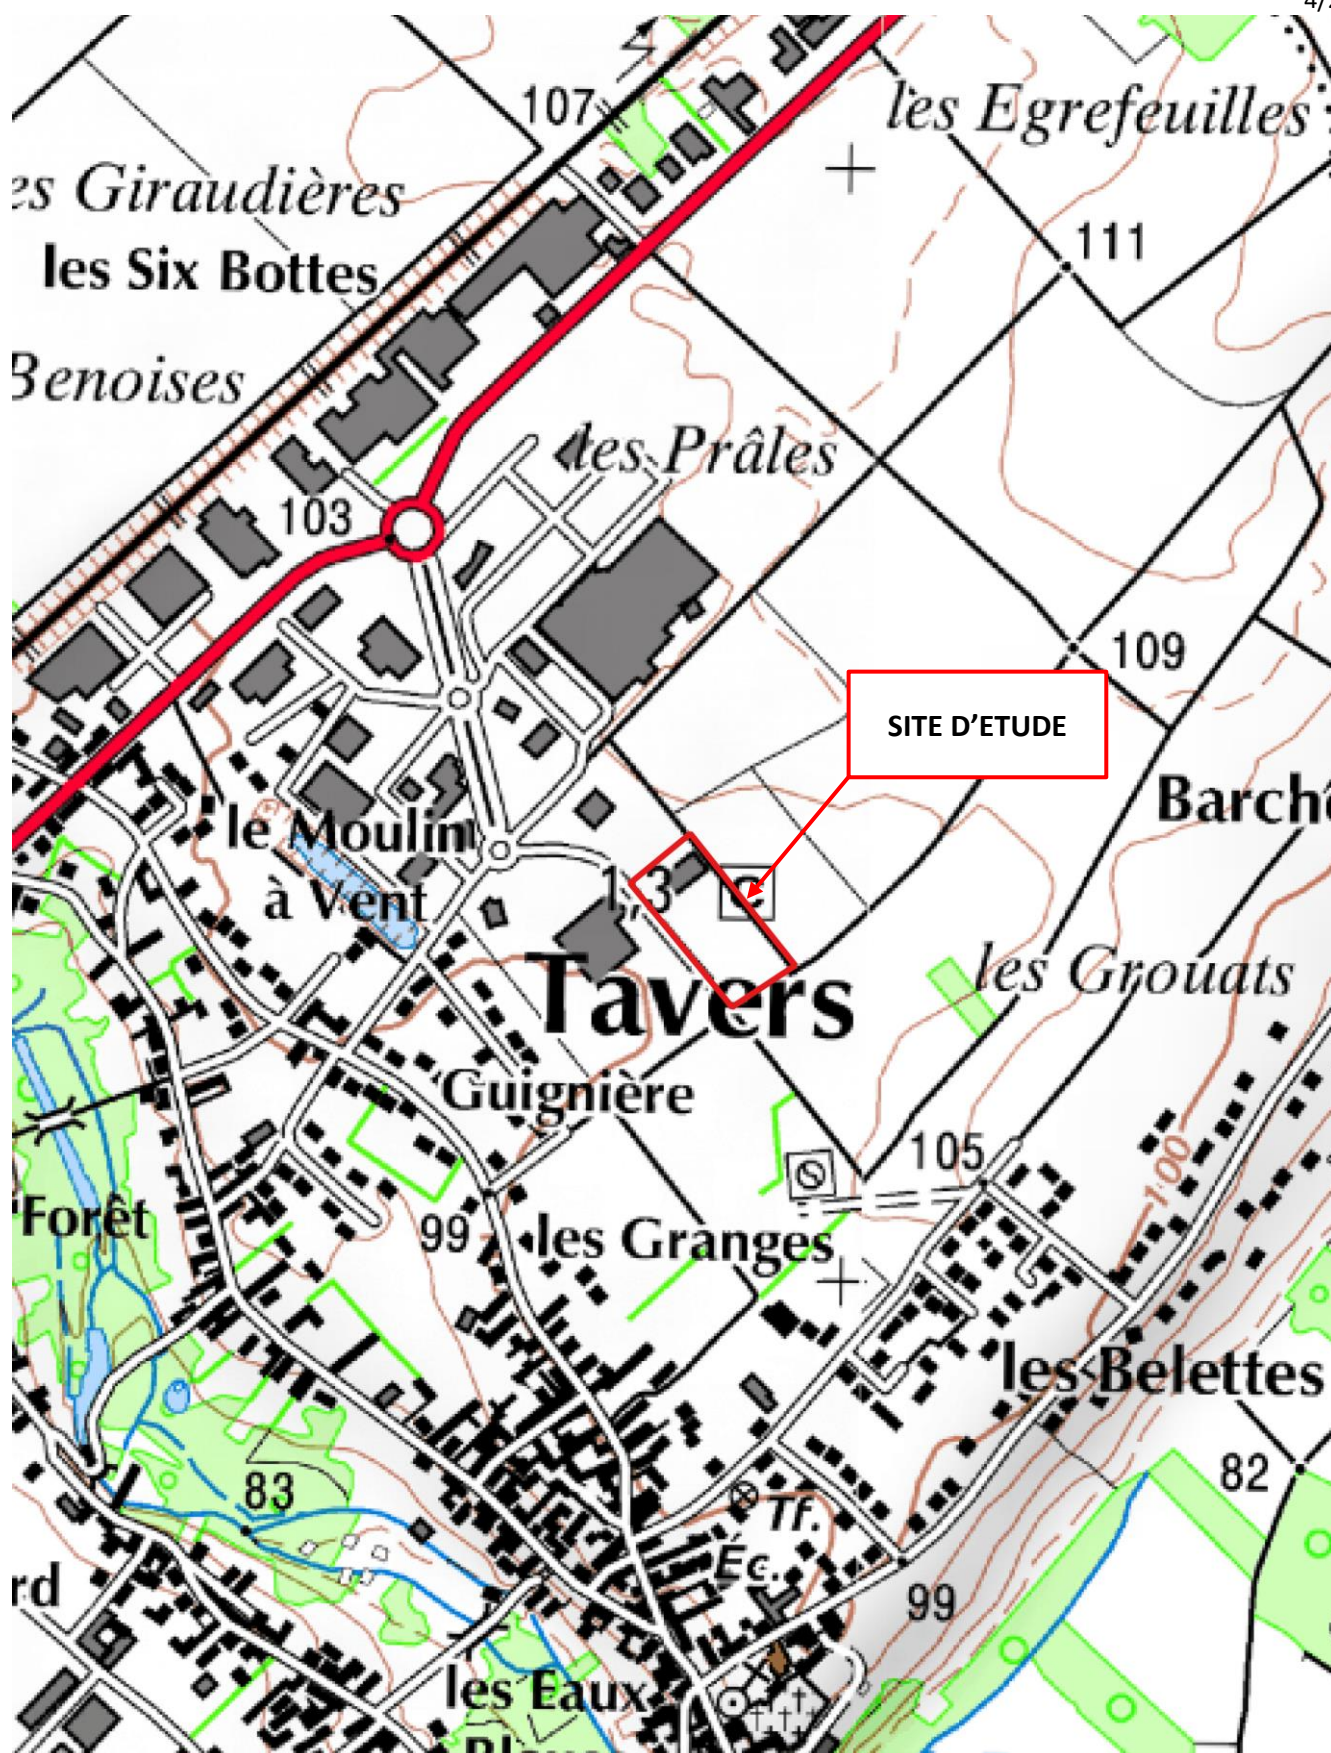 107
les Egrefeuilles
es Giraudières
111
les Six Bottes
Benoises
les Prâles
103
109
SITE D'ETUDE
Barch
le Moulin
à Vent
1,3
C
les Grouats
Tavers
Guignière
105
100
Forêt
99
les Granges
les Belettes
82
83
Tf.
Éc.
rd
99
les Eaux